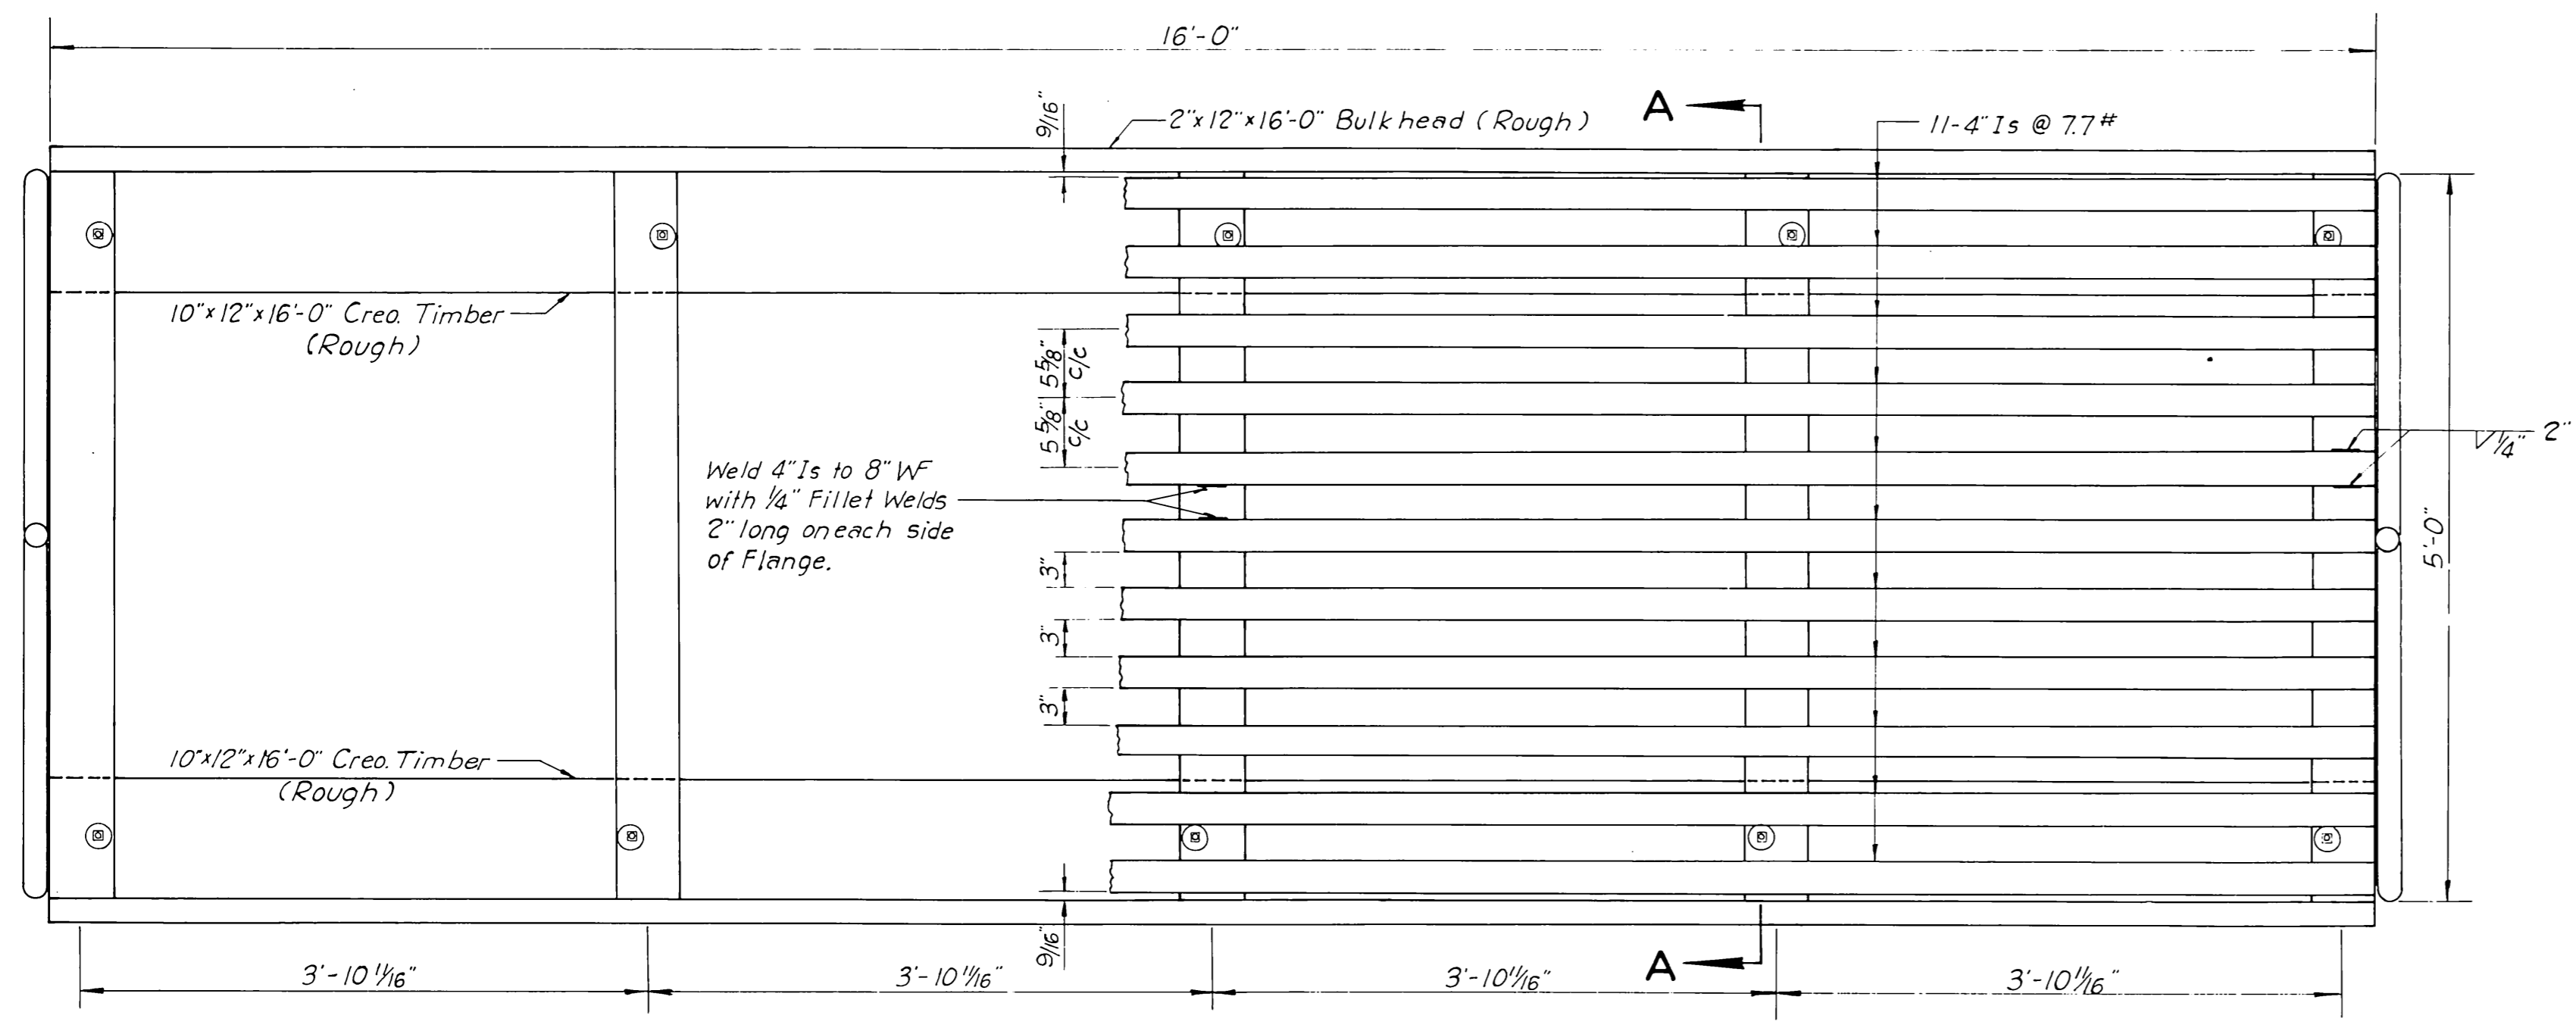 16'-0"
9/16"
2"x12"x16'-0" Bulkhead (Rough)
A
11-4" Is @ 7.7#
10"x12"x16'-0" Creo. Timber
(Rough)
5 5/8"
c/c
5 5/8"
c/c
Weld 4" Is to 8" WF
with 1/4" Fillet Welds
2" long on each side
of Flange.
1/4" 2"
5'-0"
3"
3"
3"
10"x12"x16'-0" Creo. Timber
(Rough)
9/16"
A
3'-10 11/16"
3'-10 11/16"
3'-10 11/16"
3'-10 11/16"